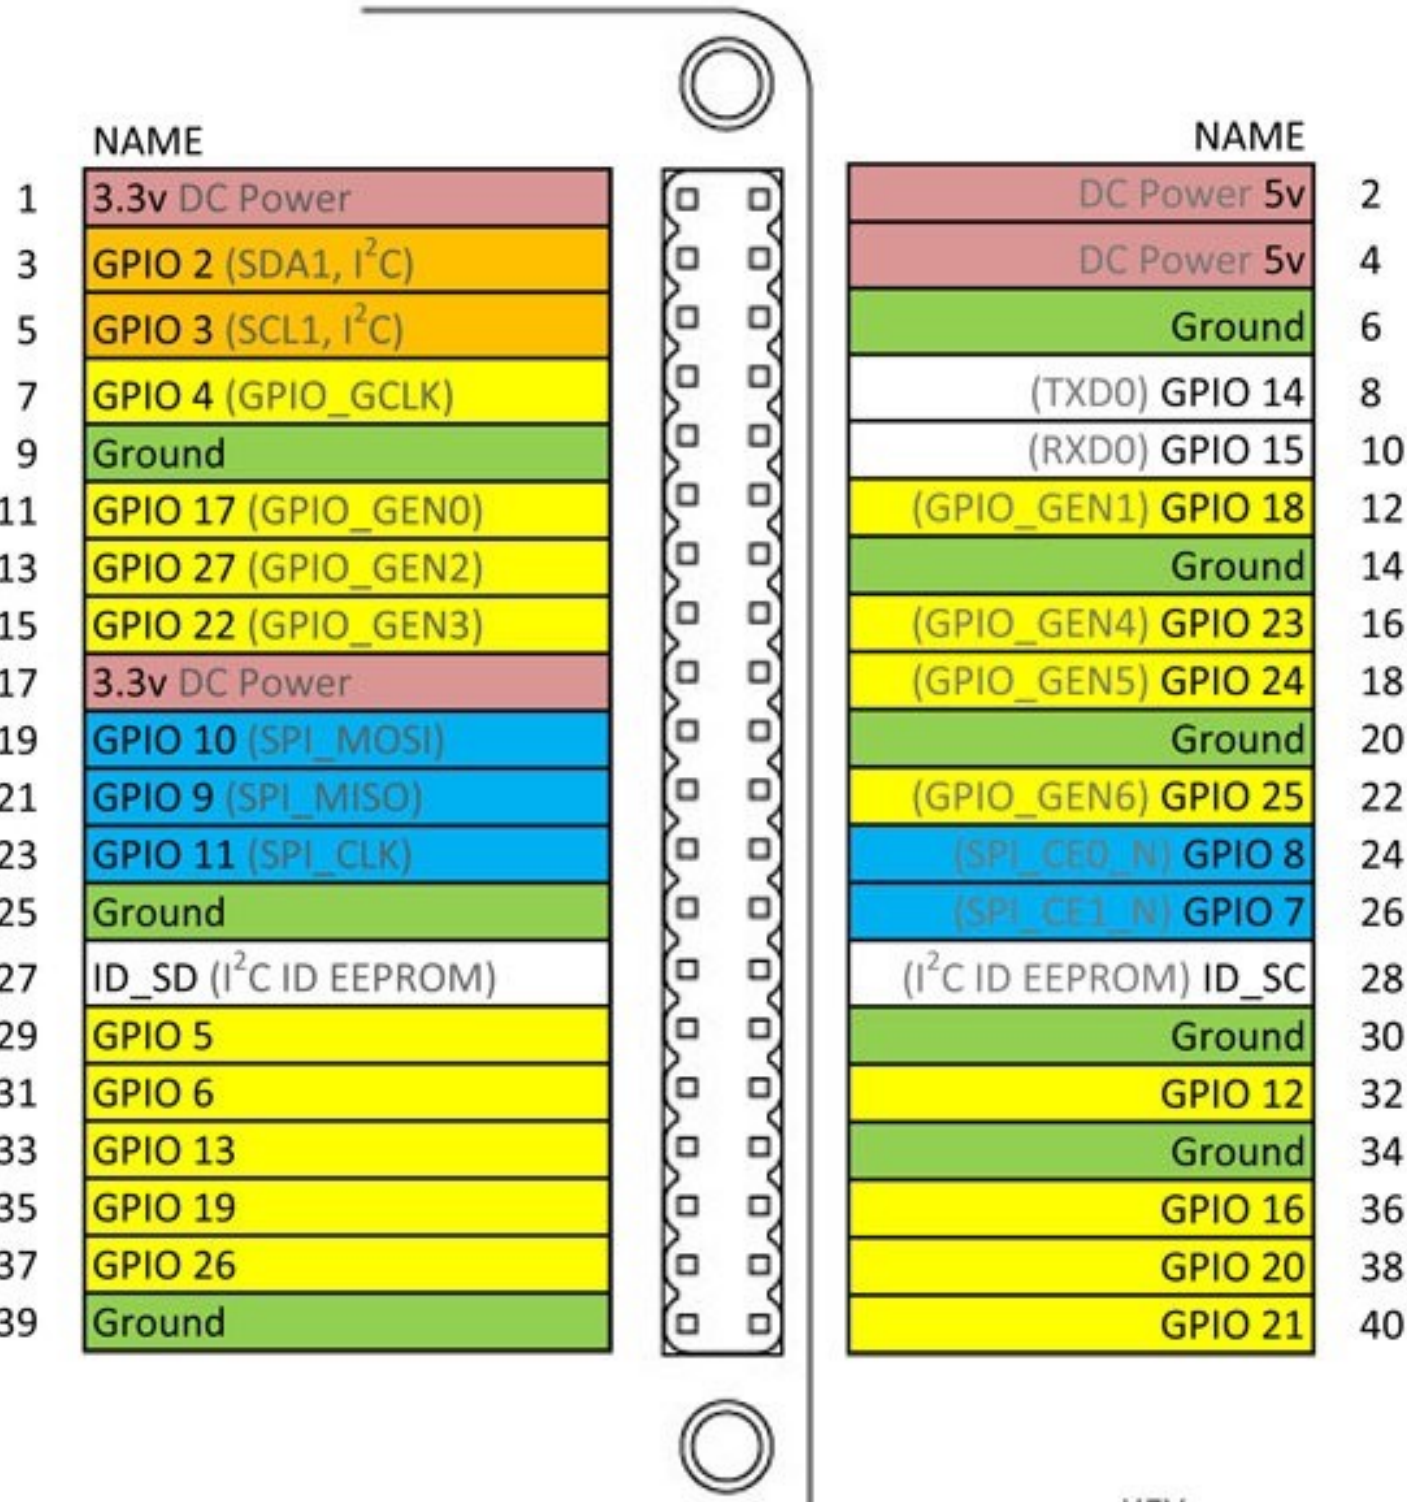 NAME NAME
1 3.3v DC Power DC Power 5v 2
3 GPIO 2 (SDA1, I²C) DC Power 5v 4
5 GPIO 3 (SCL1, I²C) Ground 6
7 GPIO 4 (GPIO_GCLK) (TXD0) GPIO 14 8
9 Ground (RXD0) GPIO 15 10
11 GPIO 17 (GPIO_GEN0) (GPIO_GEN1) GPIO 18 12
13 GPIO 27 (GPIO_GEN2) Ground 14
15 GPIO 22 (GPIO_GEN3) (GPIO_GEN4) GPIO 23 16
17 3.3v DC Power (GPIO_GEN5) GPIO 24 18
19 GPIO 10 (SPI_MOSI) Ground 20
21 GPIO 9 (SPI_MISO) (GPIO_GEN6) GPIO 25 22
23 GPIO 11 (SPI_CLK) (SPI_CE0_N) GPIO 8 24
25 Ground (SPI_CE1_N) GPIO 7 26
27 ID_SD (I²C ID EEPROM) (I²C ID EEPROM) ID_SC 28
29 GPIO 5 Ground 30
31 GPIO 6 GPIO 12 32
33 GPIO 13 Ground 34
35 GPIO 19 GPIO 16 36
37 GPIO 26 GPIO 20 38
39 Ground GPIO 21 40